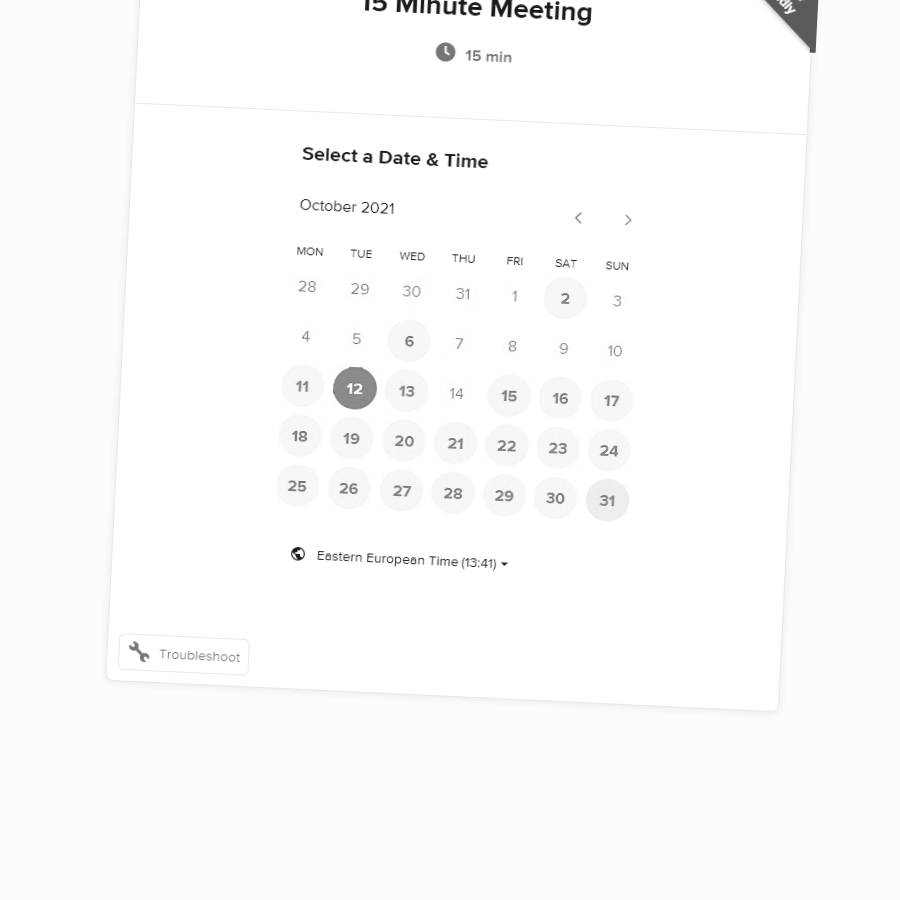 15 Minute Meeting
15 min
Select a Date & Time
October 2021
MON TUE WED THU FRI SAT SUN
28 29 30 31 1 2 3
4 5 6 7 8 9 10
11 12 13 14 15 16 17
18 19 20 21 22 23 24
25 26 27 28 29 30 31
Eastern European Time (13:41)
Troubleshoot